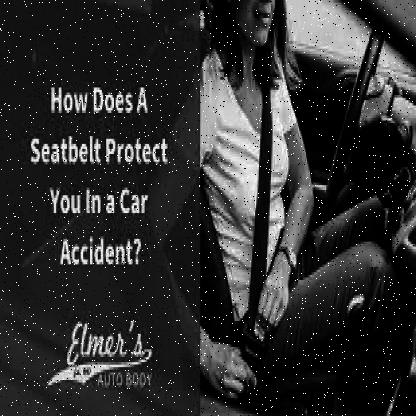 How Does A
Seatbelt Protect
You In a Car
Accident?
Elmer's
AUTO BODY